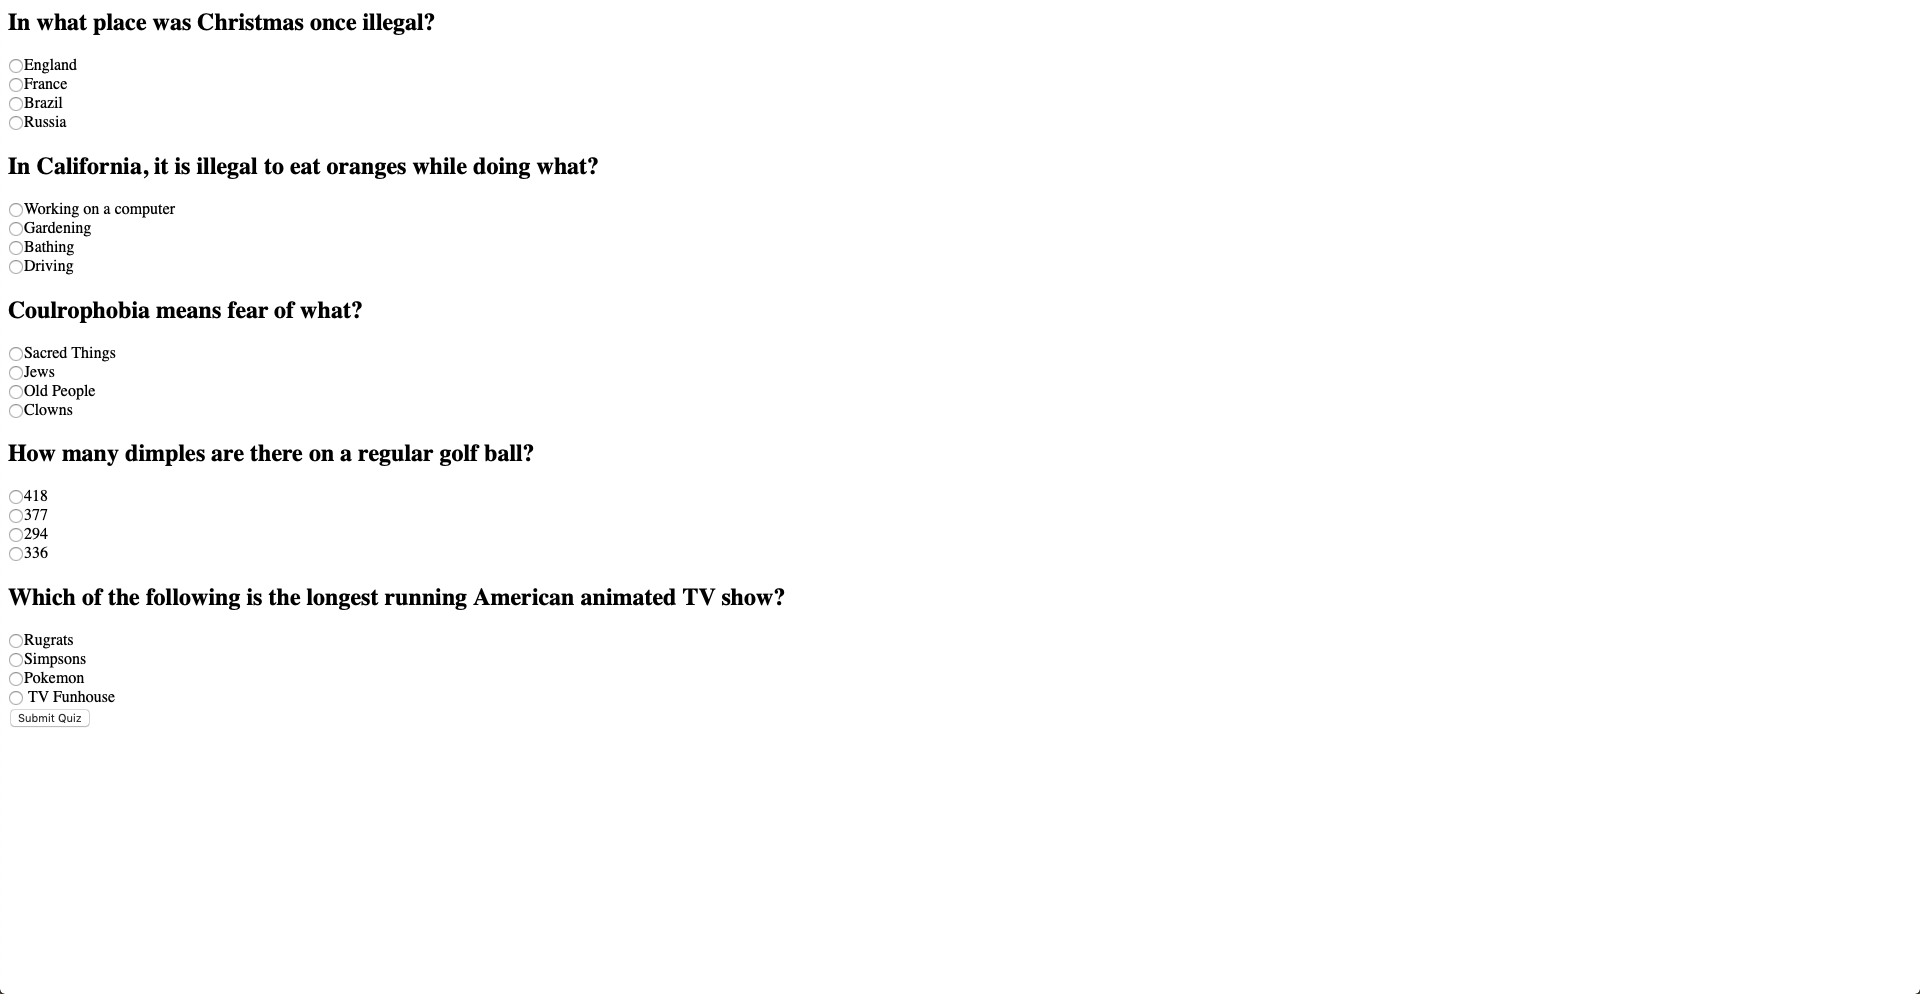 In what place was Christmas once illegal?
England
France
Brazil
Russia
In California, it is illegal to eat oranges while doing what?
Working on a computer
Gardening
Bathing
Driving
Coulrophobia means fear of what?
Sacred Things
Jews
Old People
Clowns
How many dimples are there on a regular golf ball?
418
377
294
336
Which of the following is the longest running American animated TV show?
Rugrats
Simpsons
Pokemon
TV Funhouse
Submit Quiz